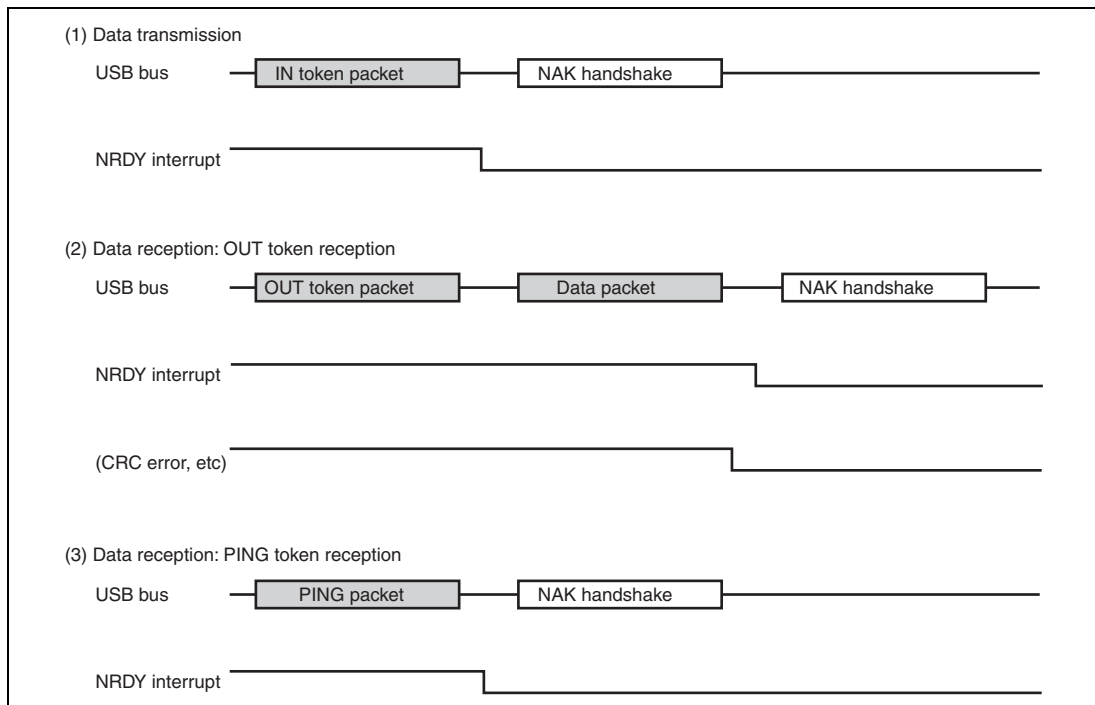 (1) Data transmission
USB bus IN token packet NAK handshake
NRDY interrupt
(2) Data reception: OUT token reception
USB bus OUT token packet Data packet NAK handshake
NRDY interrupt
(CRC error, etc)
(3) Data reception: PING token reception
USB bus PING packet NAK handshake
NRDY interrupt